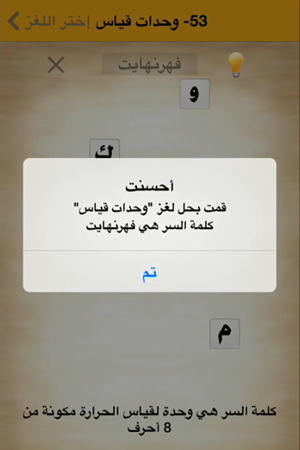 53- وحدات قياس إختر اللغز
فهرنهايت
و
ك
أحسنت
قمت بحل لغز "وحدات قياس"
كلمة السر هي فهرنهايت
تم
م
كلمة السر هي وحدة لقياس الحرارة مكونة من
8 أحرف